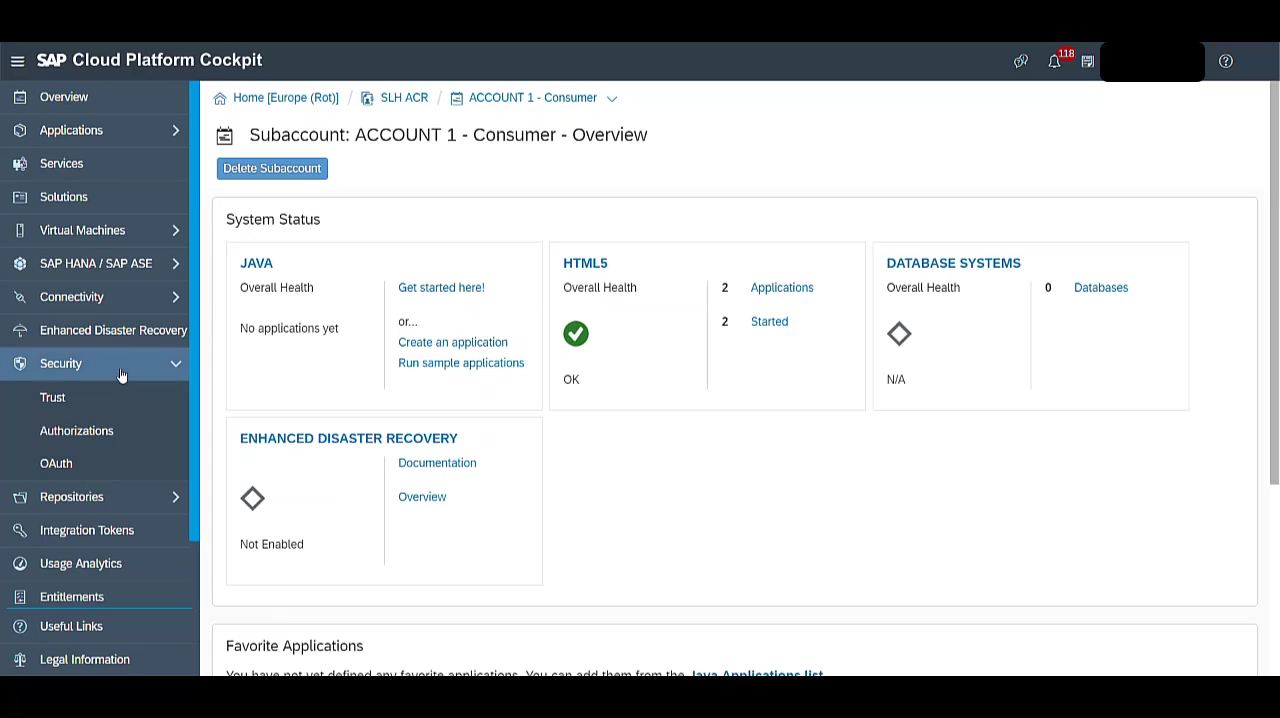 SAP Cloud Platform Cockpit
118
Overview
Applications
Services
Solutions
Virtual Machines
SAP HANA / SAP ASE
Connectivity
Enhanced Disaster Recovery
Security
Trust
Authorizations
OAuth
Repositories
Integration Tokens
Usage Analytics
Entitlements
Useful Links
Legal Information
Home [Europe (Rot)] / SLH ACR / ACCOUNT 1 - Consumer
Subaccount: ACCOUNT 1 - Consumer - Overview
Delete Subaccount
System Status
JAVA
Overall Health
No applications yet
Get started here!
or...
Create an application
Run sample applications
HTML5
Overall Health
OK
2 Applications
2 Started
DATABASE SYSTEMS
Overall Health
N/A
0 Databases
ENHANCED DISASTER RECOVERY
Not Enabled
Documentation
Overview
Favorite Applications
You have not yet defined any favorite applications. You can add them from the Java Applications list